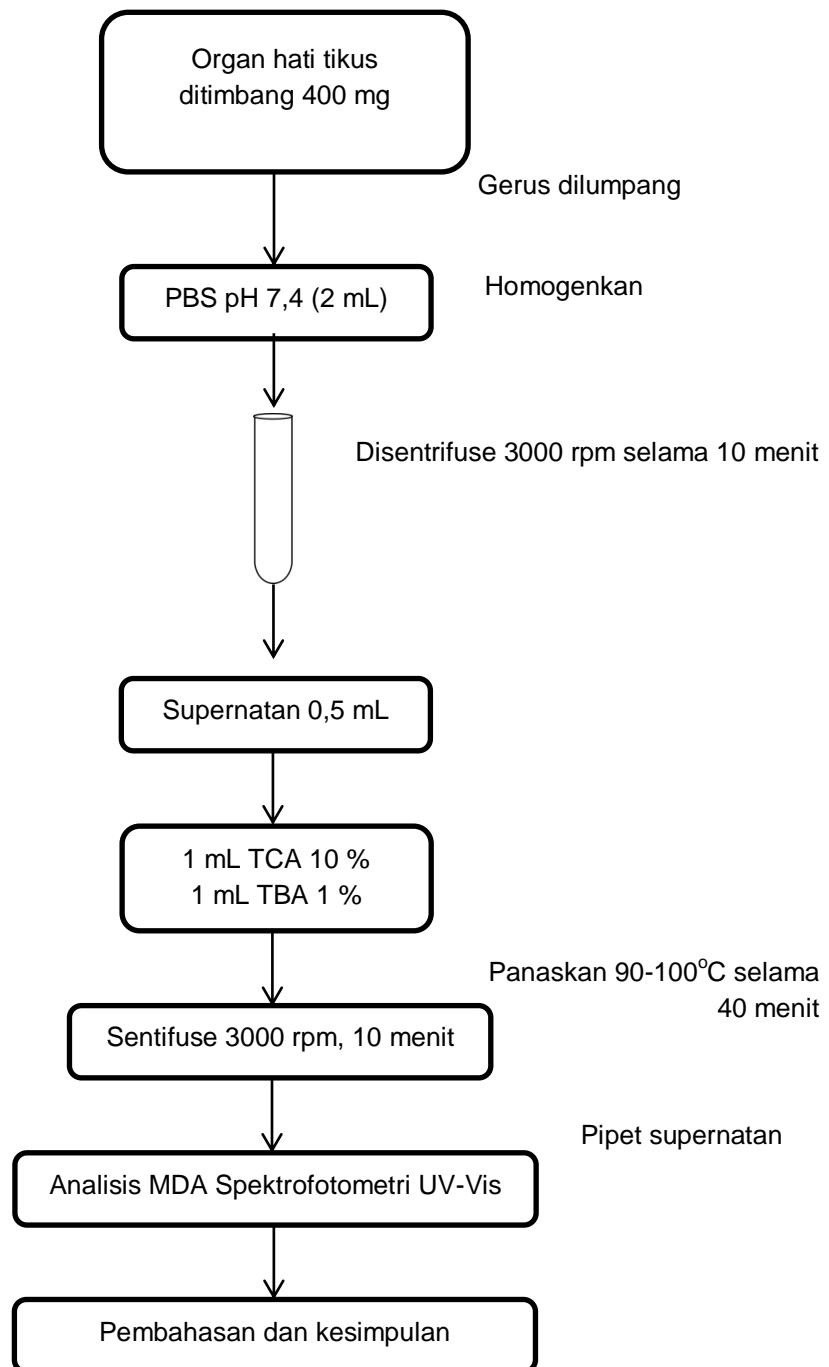 Organ hati tikus
ditimbang 400 mg
Gerus dilumpang
PBS pH 7,4 (2 mL)
Homogenkan
Disentrifuse 3000 rpm selama 10 menit
Supernatan 0,5 mL
1 mL TCA 10 %
1 mL TBA 1 %
Panaskan 90-100°C selama
40 menit
Sentifuse 3000 rpm, 10 menit
Pipet supernatan
Analisis MDA Spektrofotometri UV-Vis
Pembahasan dan kesimpulan